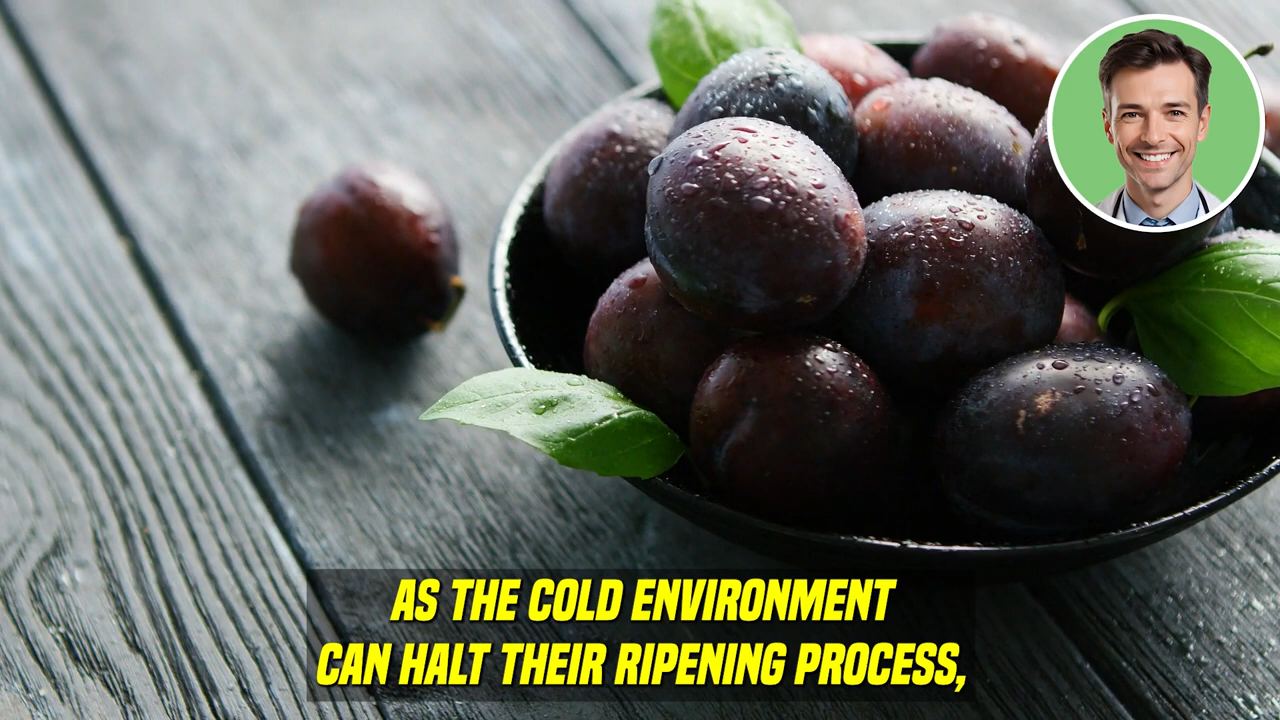 AS THE COLD ENVIRONMENT
CAN HALT THEIR RIPENING PROCESS,